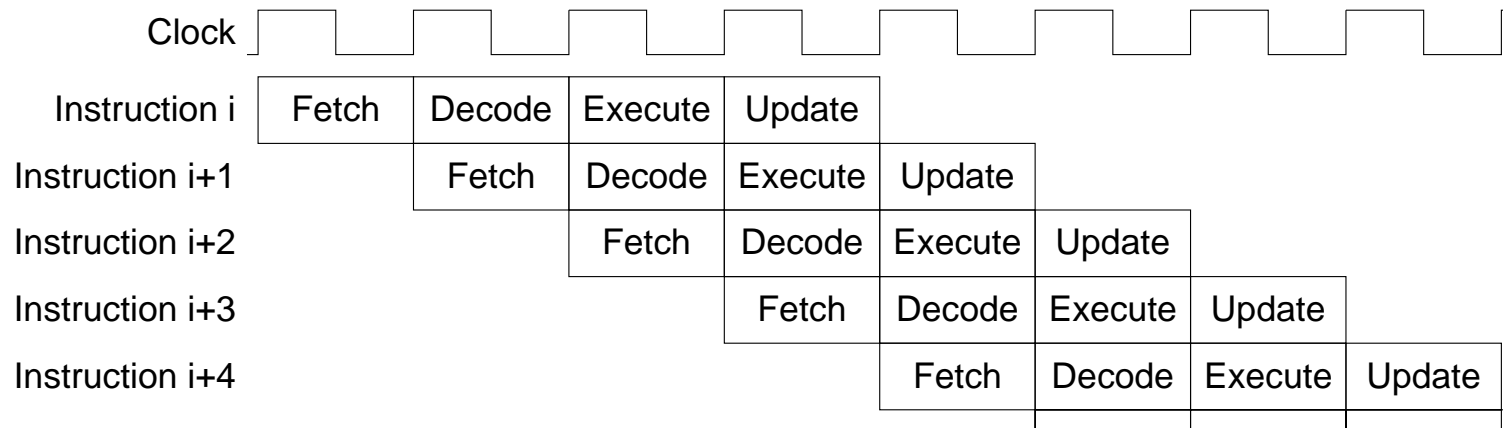 Clock
Instruction i Fetch Decode Execute Update
Instruction i+1 Fetch Decode Execute Update
Instruction i+2 Fetch Decode Execute Update
Instruction i+3 Fetch Decode Execute Update
Instruction i+4 Fetch Decode Execute Update